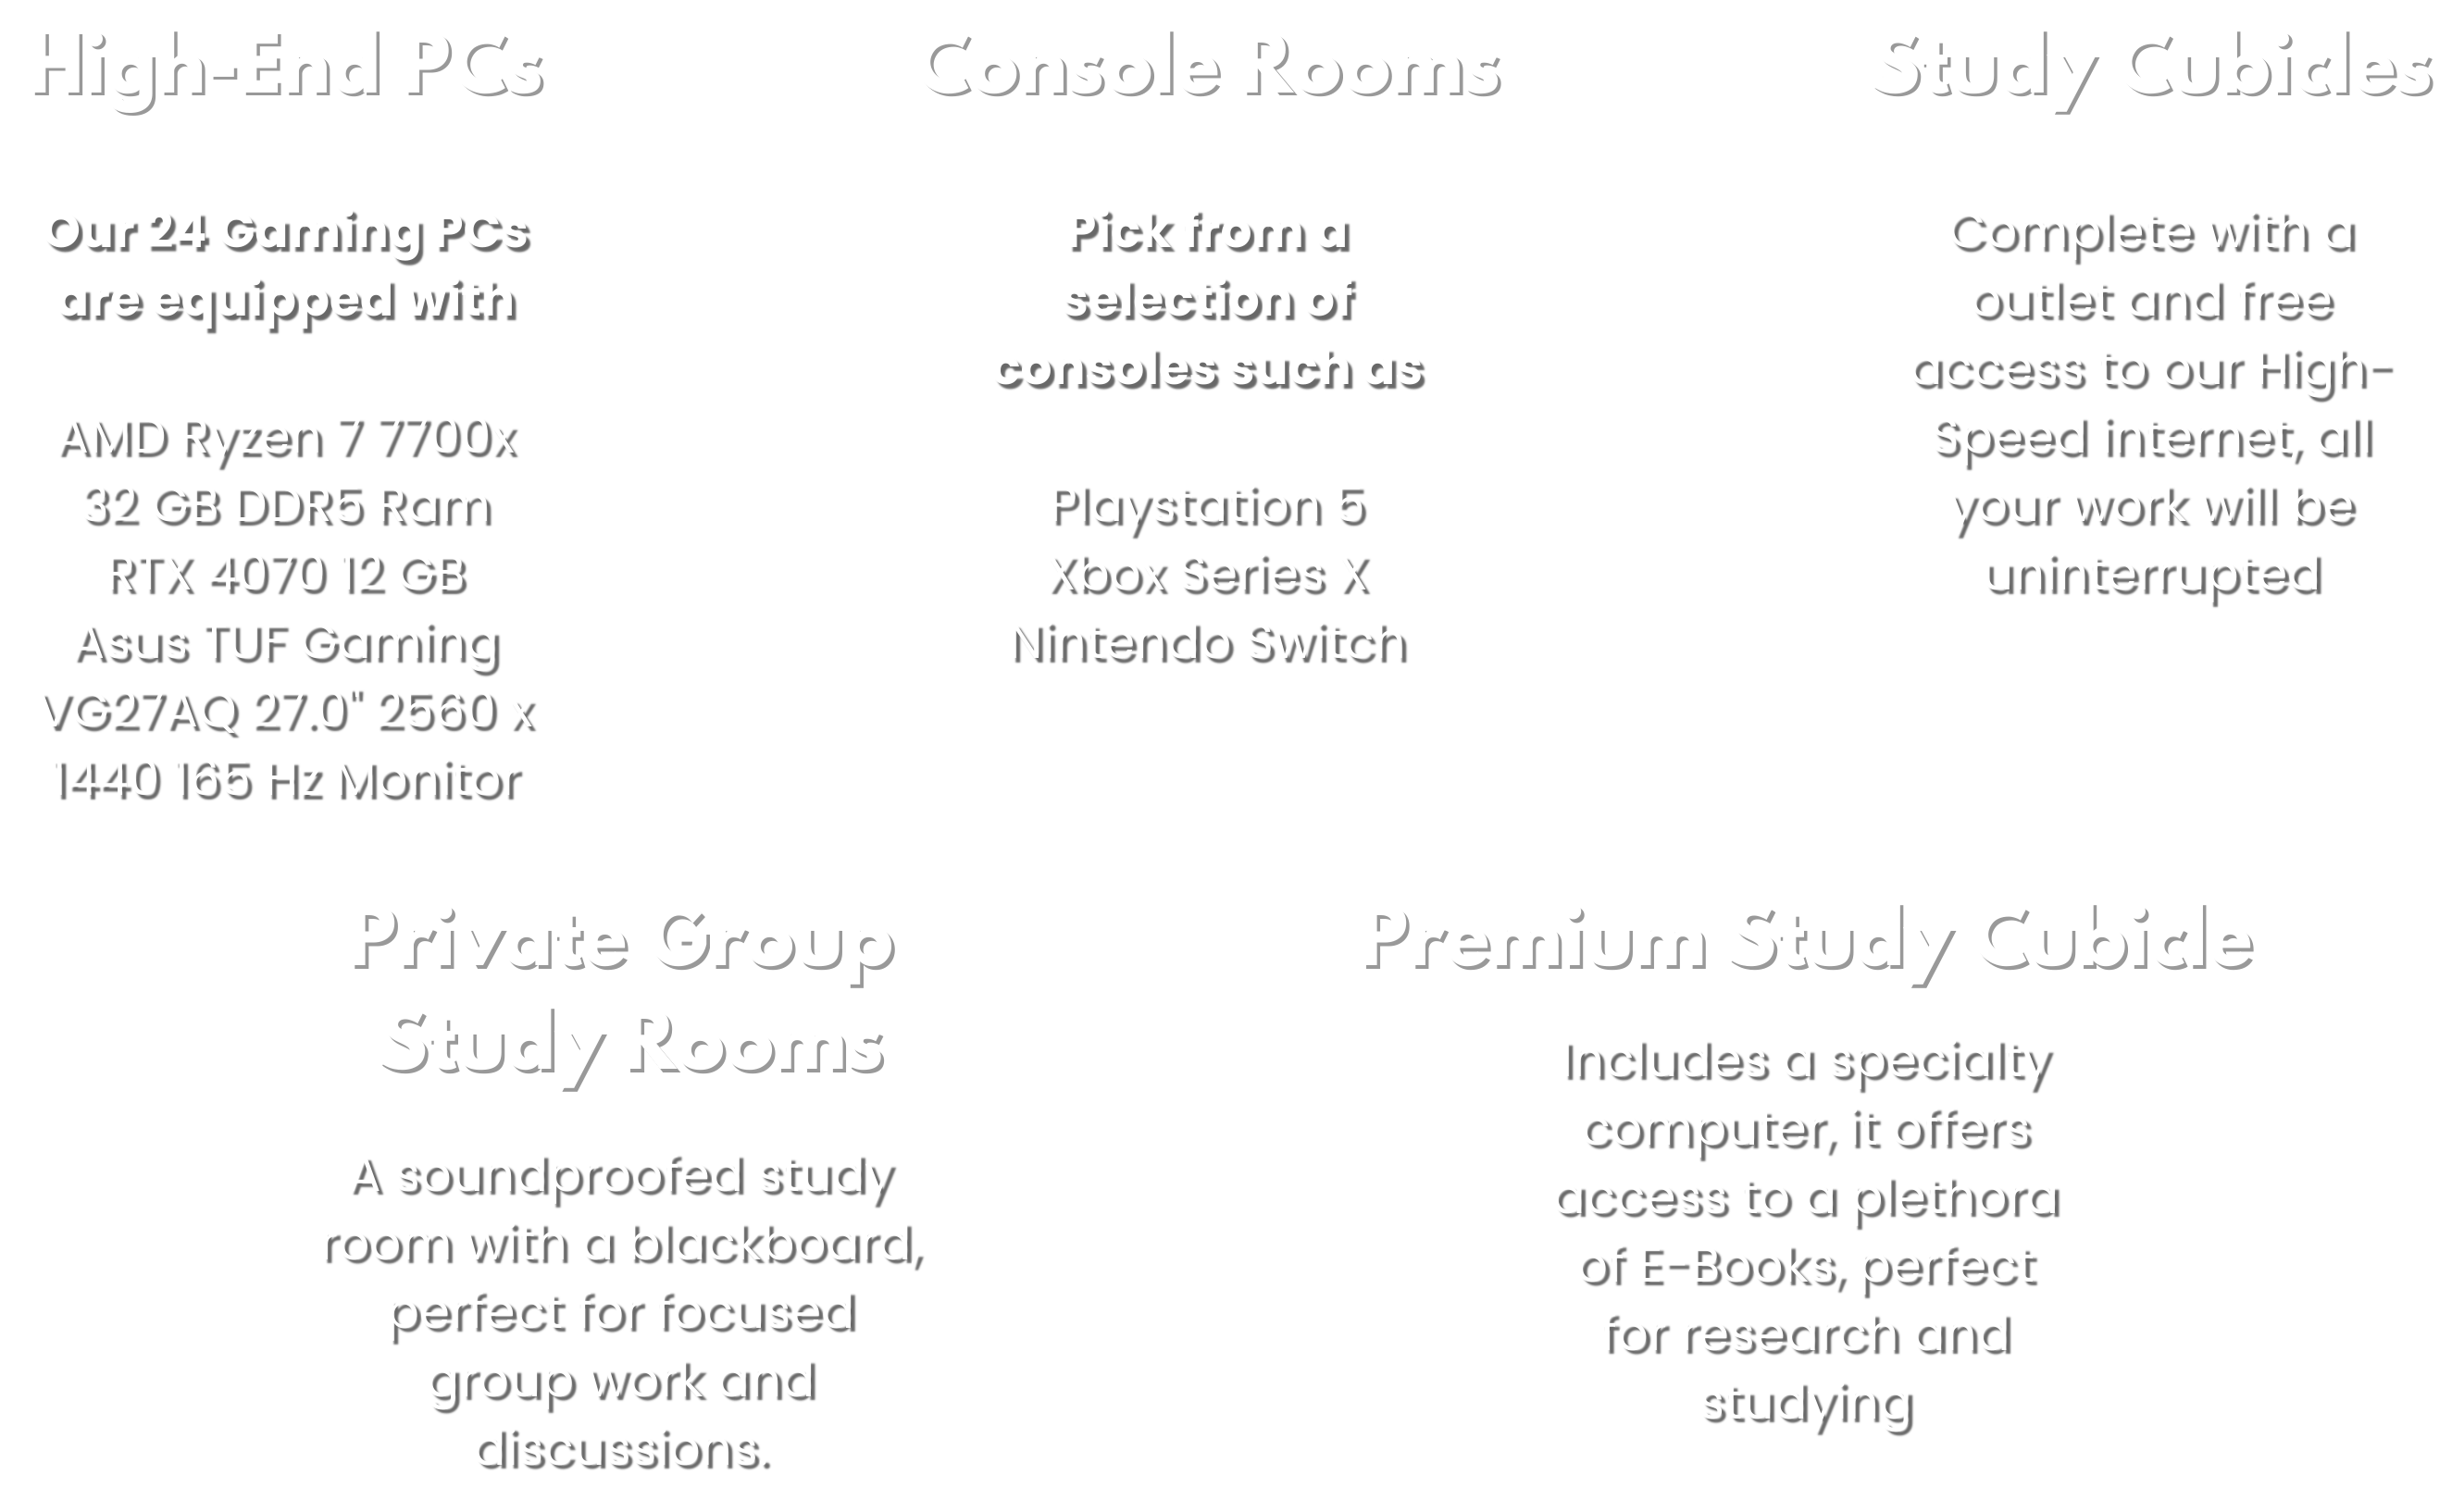 High-End PCs
Our 24 Gaming PCs
are equipped with
AMD Ryzen 7 7700x
32 GB DDR5 Ram
RTX 4070 12 GB
Asus TUF Gaming
VG27AQ 27.0" 2560 x
1440 165 Hz Monitor
Console Rooms
Pick from a
selection of
consoles such as
Playstation 5
Xbox Series X
Nintendo Switch
Study Cubicles
Complete with a
outlet and free
access to our High-
Speed internet, all
your work will be
uninterrupted
Private Group
Study Rooms
A soundproofed study
room with a blackboard,
perfect for focused
group work and
discussions.
Premium Study Cubicle
Includes a specialty
computer, it offers
access to a plethora
of E-Books, perfect
for research and
studying